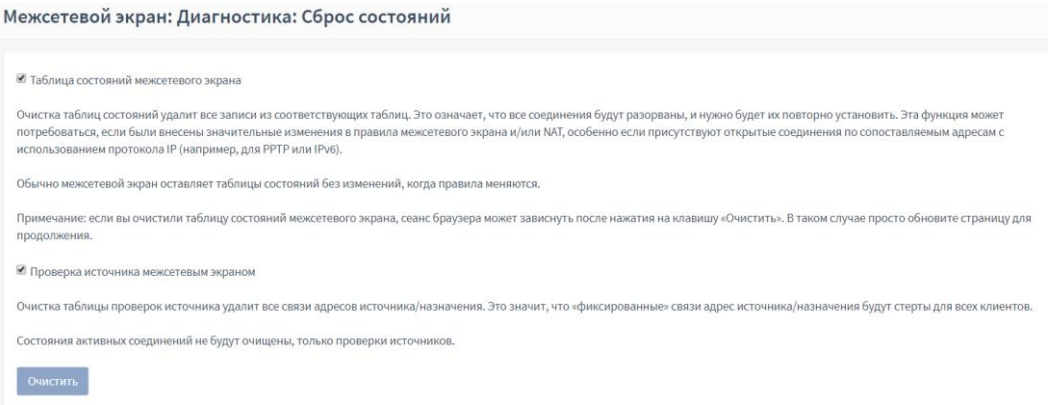 Межсетевой экран: Диагностика: Сброс состояний
Таблица состояний межсетевого экрана
Очистка таблиц состояний удалит все записи из соответствующих таблиц. Это означает, что все соединения будут разорваны, и нужно будет их повторно установить. Эта функция может
потребоваться, если были внесены значительные изменения в правила межсетевого экрана и/или NAT, особенно если присутствуют открытые соединения по сопоставляемым адресам с
использованием протокола IP (например, для PPTP или IPv6).
Обычно межсетевой экран оставляет таблицы состояний без изменений, когда правила меняются.
Примечание: если вы очистили таблицу состояний межсетевого экрана, сеанс браузера может зависнуть после нажатия на клавишу «Очистить». В таком случае просто обновите страницу для
продолжения.
Проверка источника межсетевым экраном
Очистка таблицы проверок источника удалит все связи адресов источника/назначения. Это значит, что «фиксированные» связи адрес источника/назначения будут стерты для всех клиентов.
Состояния активных соединений не будут очищены, только проверки источников.
Очистить